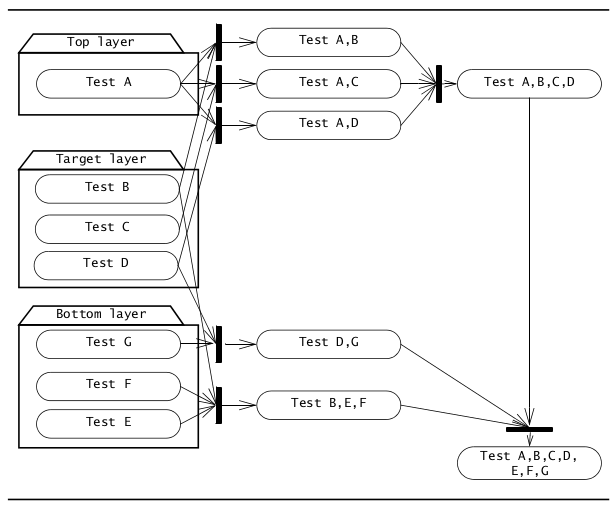 Top layer
Test A
Test A,B
Test A,C
Test A,D
Test A,B,C,D
Target layer
Test B
Test C
Test D
Bottom layer
Test G
Test F
Test E
Test D,G
Test B,E,F
Test A,B,C,D,
E,F,G